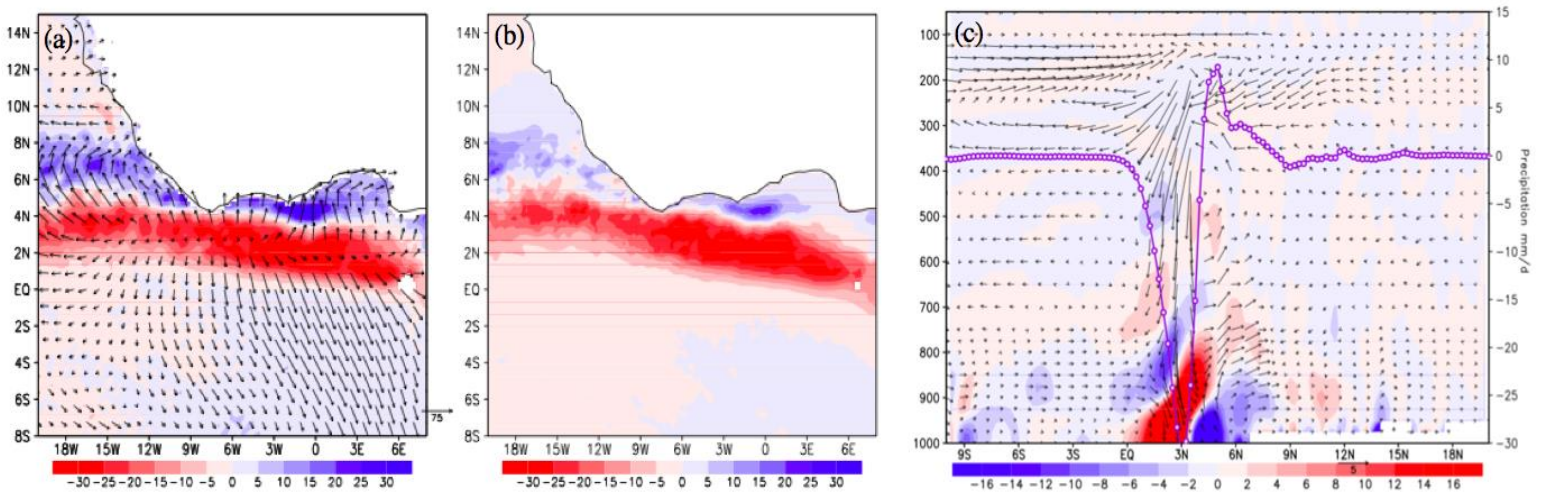 (a)
14N
12N
10N
8N
6N
4N
2N
EQ
2S
4S
6S
8S
18W 15W 12W 9W 6W 3W 0 3E 6E
75
-30 -25 -20 -15 -10 -5 0 5 10 15 20 25 30
(b)
14N
12N
10N
8N
6N
4N
2N
EQ
2S
4S
6S
8S
18W 15W 12W 9W 6W 3W 0 3E 6E
-30 -25 -20 -15 -10 -5 0 5 10 15 20 25 30
(c)
100
200
300
400
500
600
700
800
900
1000
9S 6S 3S EQ 3N 6N 9N 12N 15N 18N
15
10
5
0
-5
-10
-15
-20
-25
-30
Precipitation mm/d
5
-16 -14 -12 -10 -8 -6 -4 -2 0 2 4 6 8 10 12 14 16